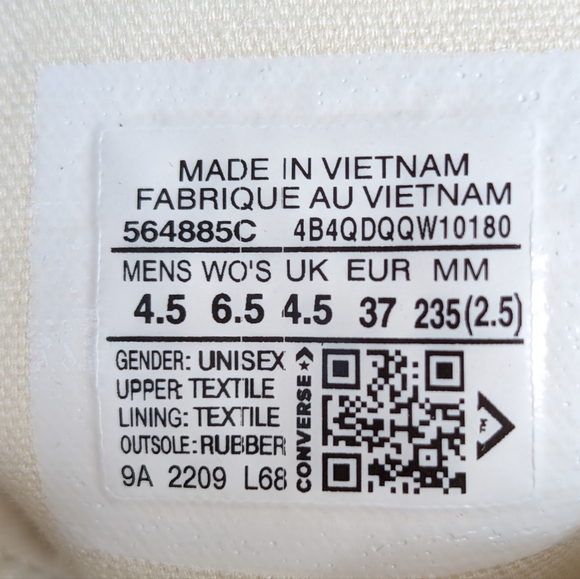 MADE IN VIETNAM
FABRIQUE AU VIETNAM
564885C 4B4QDQQW10180
MENS WO'S UK EUR MM
4.5 6.5 4.5 37 235(2.5)
GENDER: UNISEX
UPPER: TEXTILE
LINING: TEXTILE
OUTSOLE: RUBBER
9A 2209 L68
CONVERSE
TM